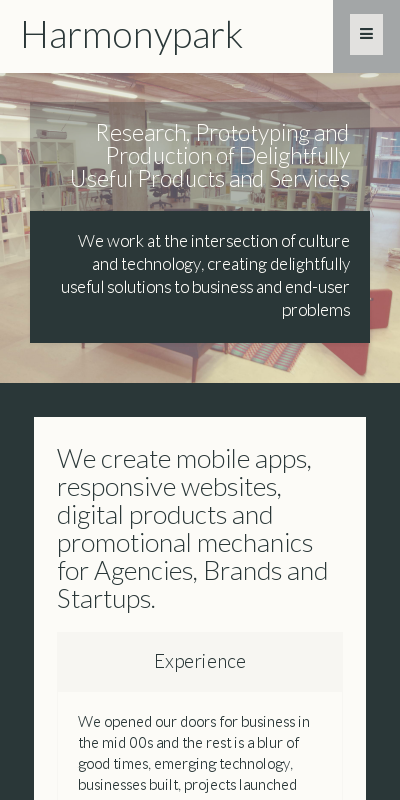 Harmonypark
Research, Prototyping and
Production of Delightfully
Useful Products and Services
We work at the intersection of culture
and technology, creating delightfully
useful solutions to business and end-user
problems
We create mobile apps,
responsive websites,
digital products and
promotional mechanics
for Agencies, Brands and
Startups.
Experience
We opened our doors for business in
the mid 00s and the rest is a blur of
good times, emerging technology,
businesses built, projects launched